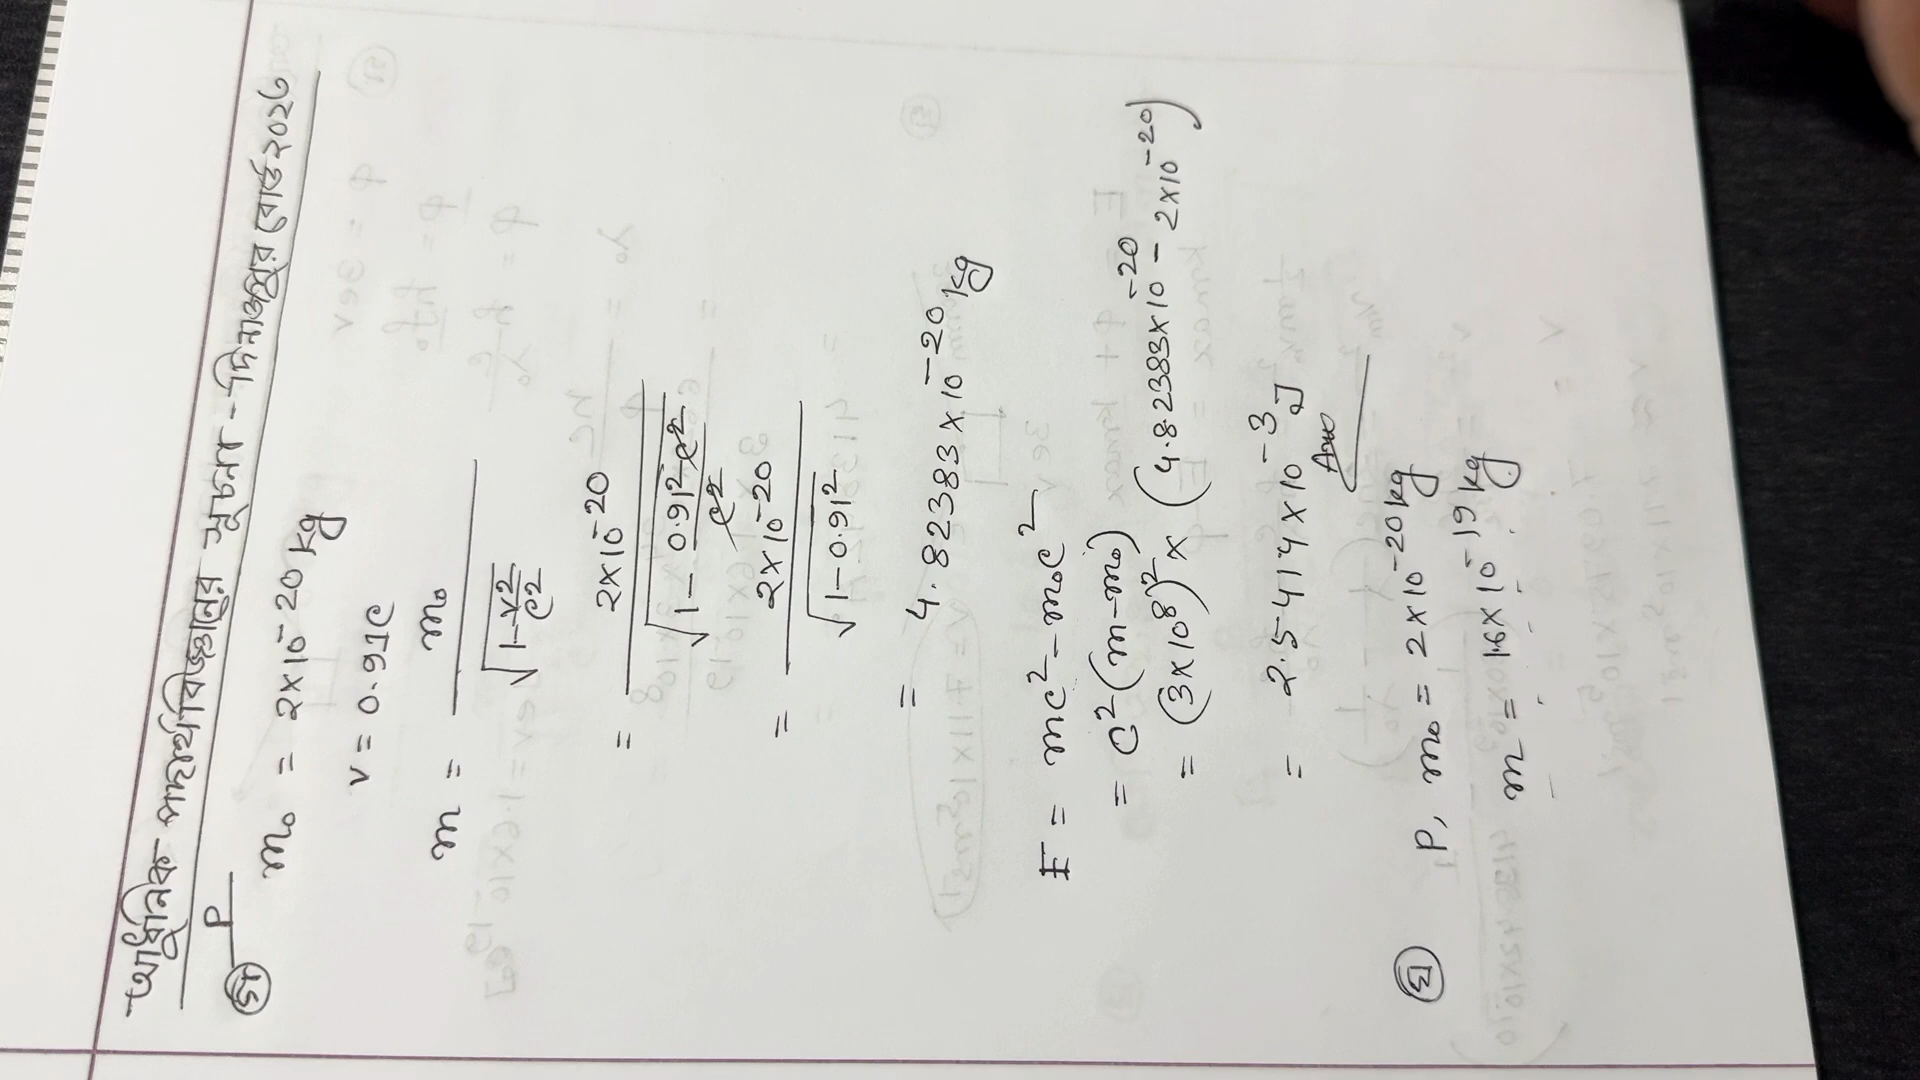 আধুনিক পদার্থবিজ্ঞানের সূচনা - দিনাজপুর বোর্ড ২০২৬
P
গ
m₀ = 2×10⁻²⁰ kg
v = 0.91c
m = m₀ / √(1 - v²/c²)
= 2×10⁻²⁰ / √(1 - 0.91²c²/c²)
= 2×10⁻²⁰ / √(1 - 0.91²)
= 4.82383×10⁻²⁰ kg
E = mc² - m₀c²
= c²(m - m₀)
= (3×10⁸)² × (4.82383×10⁻²⁰ - 2×10⁻²⁰)
= 2.5414×10⁻³ J
Ans
ঘ P, m₀ = 2×10⁻²⁰ kg
m = 1.6×10⁻¹⁹ kg